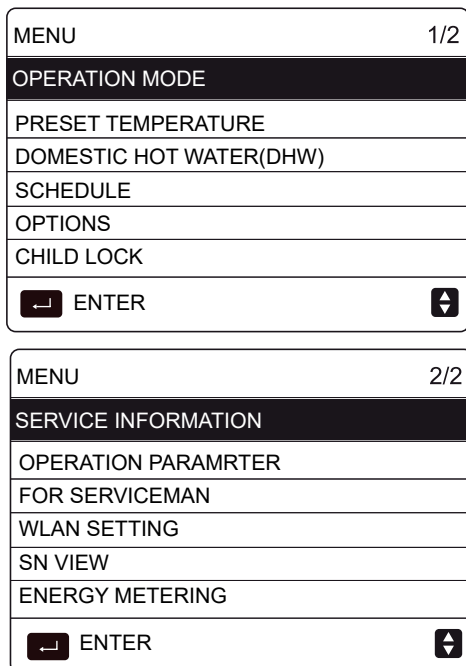 MENU 1/2
OPERATION MODE
PRESET TEMPERATURE
DOMESTIC HOT WATER(DHW)
SCHEDULE
OPTIONS
CHILD LOCK
ENTER
MENU 2/2
SERVICE INFORMATION
OPERATION PARAMRTER
FOR SERVICEMAN
WLAN SETTING
SN VIEW
ENERGY METERING
ENTER